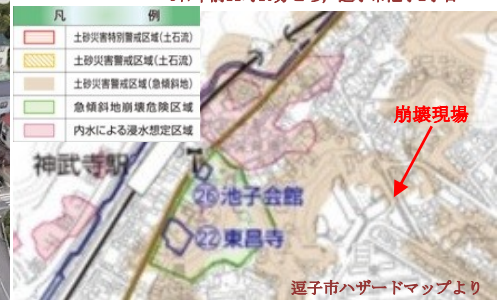 凡 例
土砂災害特別警戒区域(土石流)
土砂災害警戒区域(土石流)
土砂災害警戒区域(急傾斜地)
急傾斜地崩壊危険区域
内水による浸水想定区域
崩壊現場
神武寺駅
㉖池子会館
㉒東昌寺
逗子市ハザードマップより